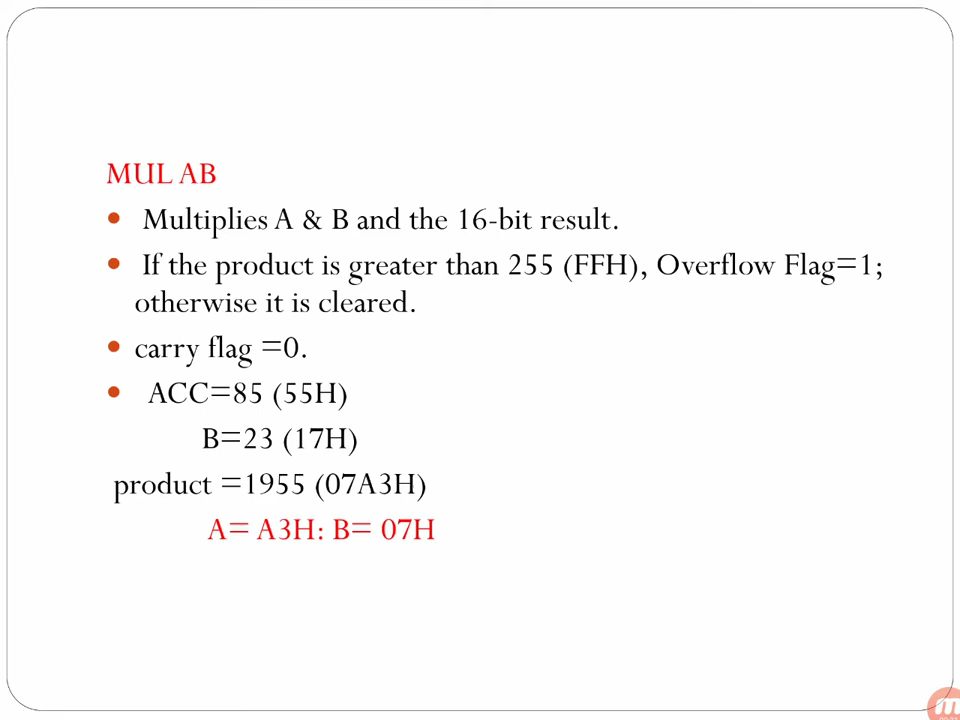 MUL AB
• Multiplies A & B and the 16-bit result.
• If the product is greater than 255 (FFH), Overflow Flag=1;
otherwise it is cleared.
• carry flag =0.
• ACC=85 (55H)
B=23 (17H)
product =1955 (07A3H)
A= A3H: B= 07H